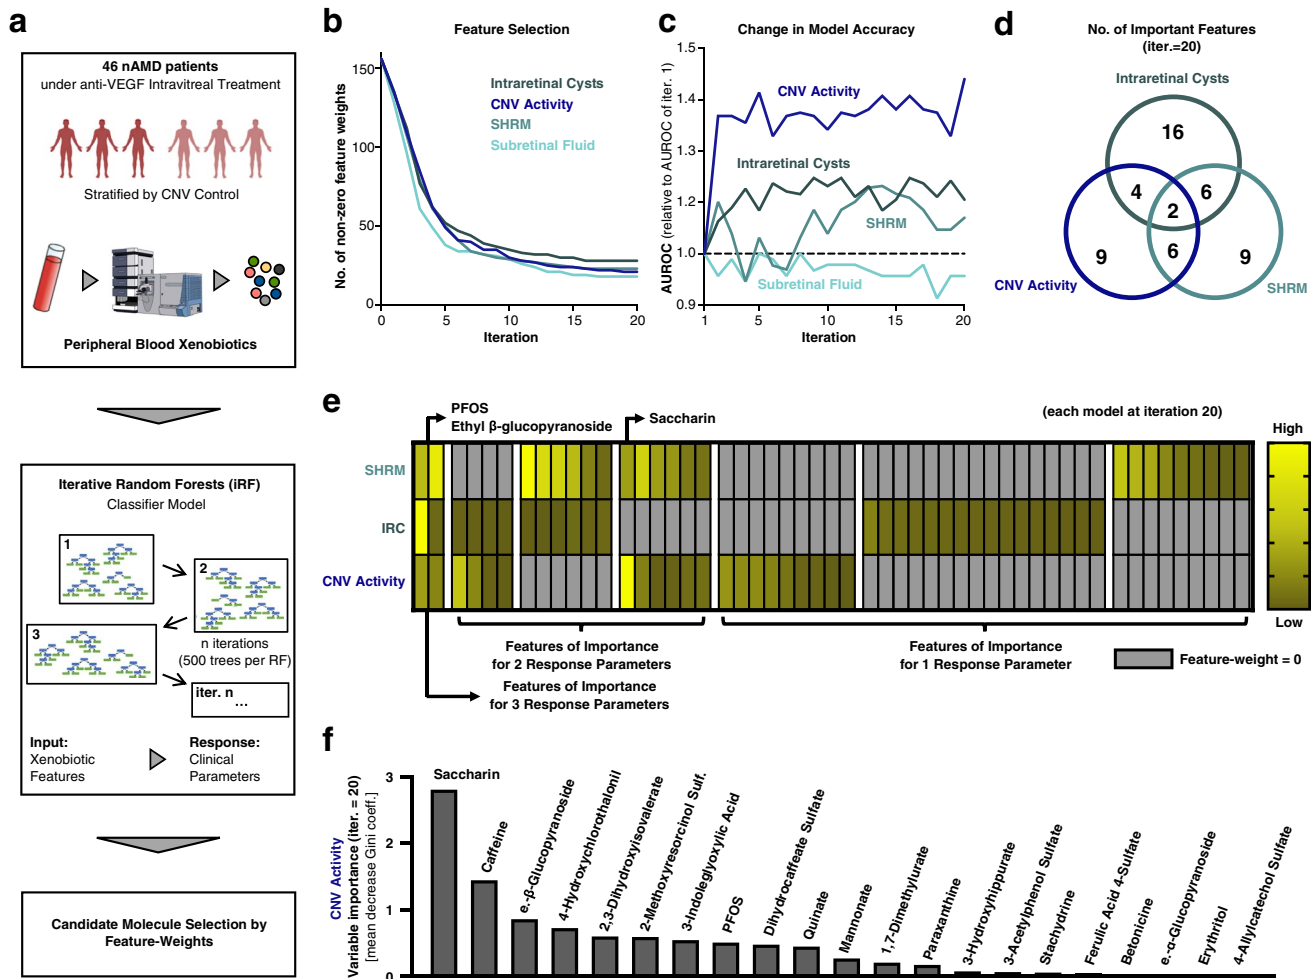 a
46 nAMD patients
under anti-VEGF Intravitreal Treatment
Stratified by CNV Control
Peripheral Blood Xenobiotics
Iterative Random Forests (iRF)
Classifier Model
1
2
3
n iterations
(500 trees per RF)
iter. n
...
Input:
Xenobiotic
Features
Response:
Clinical
Parameters
Candidate Molecule Selection by
Feature-Weights
b
Feature Selection
No. of non-zero feature weights
150
100
50
0
Intraretinal Cysts
CNV Activity
SHRM
Subretinal Fluid
0
5
10
15
20
Iteration
c
Change in Model Accuracy
AUROC (relative to AUROC of iter. 1)
1.5
1.4
1.3
1.2
1.0
0.9
CNV Activity
Intraretinal Cysts
SHRM
Subretinal Fluid
1
5
10
15
20
Iteration
d
No. of Important Features
(iter.=20)
Intraretinal Cysts
16
4
6
2
9
6
9
CNV Activity
SHRM
e
PFOS
Ethyl β-glucopyranoside
Saccharin
(each model at iteration 20)
SHRM
IRC
CNV Activity
High
Low
Features of Importance
for 2 Response Parameters
Features of Importance
for 3 Response Parameters
Features of Importance
for 1 Response Parameter
Feature-weight = 0
f
CNV Activity
Variable importance (iter. = 20)
[mean decrease Gini coeff.]
3
2
1
0
Saccharin
Caffeine
e.-β-Glucopyranoside
4-Hydroxychlorothalonil
2,3-Dihydroxyisovalerate
2-Methoxyresorcinol Sulf.
3-Indoleglyoxylic Acid
PFOS
Dihydrocaffeate Sulfate
Quinate
Mannonate
1,7-Dimethylurate
Paraxanthine
3-Hydroxyhippurate
3-Acetylphenol Sulfate
Stachydrine
Ferulic Acid 4-Sulfate
Betonicine
e.-α-Glucopyranoside
Erythritol
4-Allylcatechol Sulfate